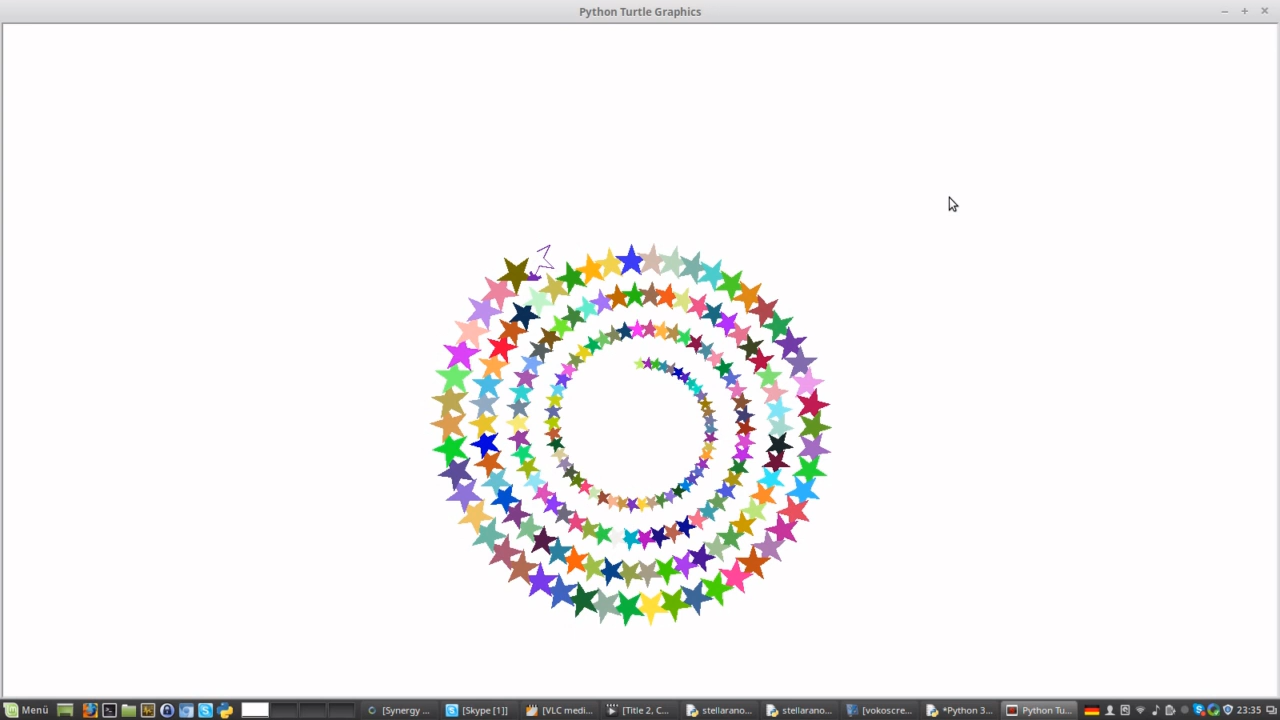 Python Turtle Graphics
Menü
[Synergy ...
[Skype [1]]
[VLC medi...
[Title 2, C...
stellarano...
stellarano...
[vokoscre...
*Python 3...
Python Tu...
23:35